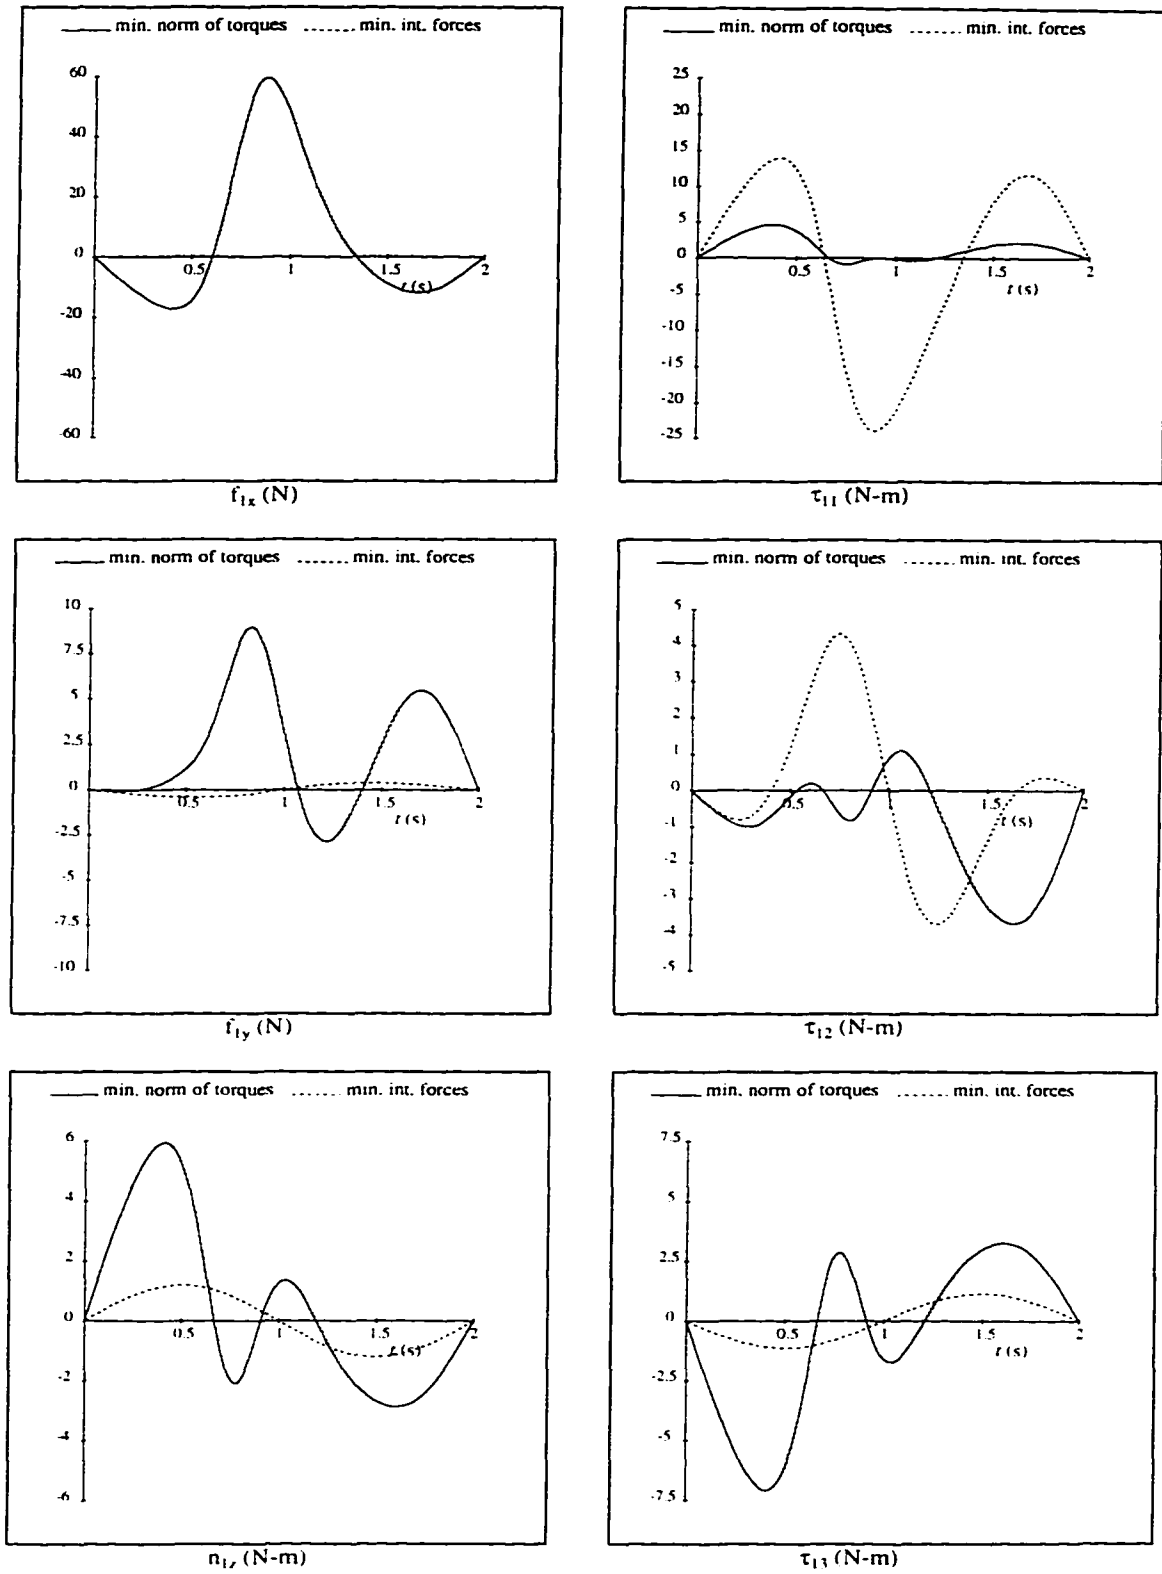 min. norm of torques min. int. forces
60
40
20
0
-20
-40
-60
0.5 1 1.5 2
t (s)
f1x (N)
min. norm of torques min. int. forces
25
20
15
10
5
0
-5
-10
-15
-20
-25
0.5 1 1.5 2
t (s)
τ11 (N-m)
min. norm of torques min. int. forces
10
7.5
5
2.5
0
-2.5
-5
-7.5
-10
0.5 1 1.5 2
t (s)
f1y (N)
min. norm of torques min. int. forces
5
4
3
2
1
0
-1
-2
-3
-4
-5
0.5 1 1.5 2
t (s)
τ12 (N-m)
min. norm of torques min. int. forces
6
4
2
0
-2
-4
-6
0.5 1 1.5 2
t (s)
n1z (N-m)
min. norm of torques min. int. forces
7.5
5
2.5
0
-2.5
-5
-7.5
0.5 1 1.5 2
t (s)
τ13 (N-m)